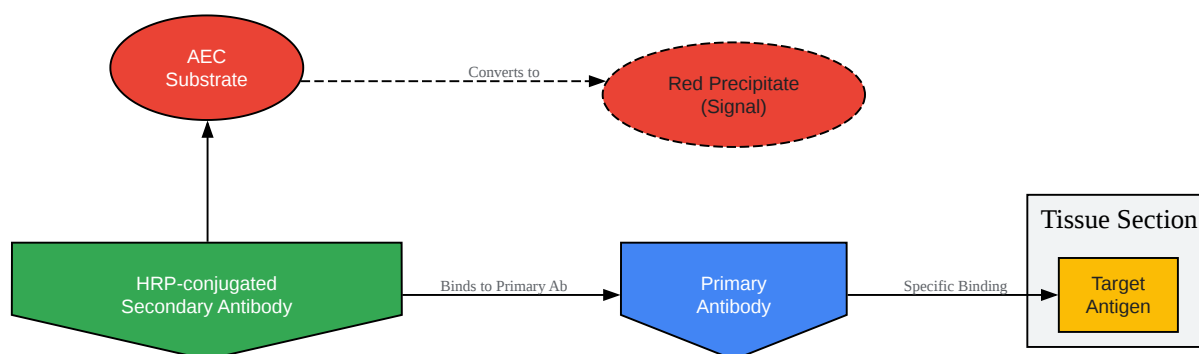 AEC
Substrate
Converts to
Red Precipitate
(Signal)
Tissue Section
HRP-conjugated
Secondary Antibody
Binds to Primary Ab
Primary
Antibody
Specific Binding
Target
Antigen